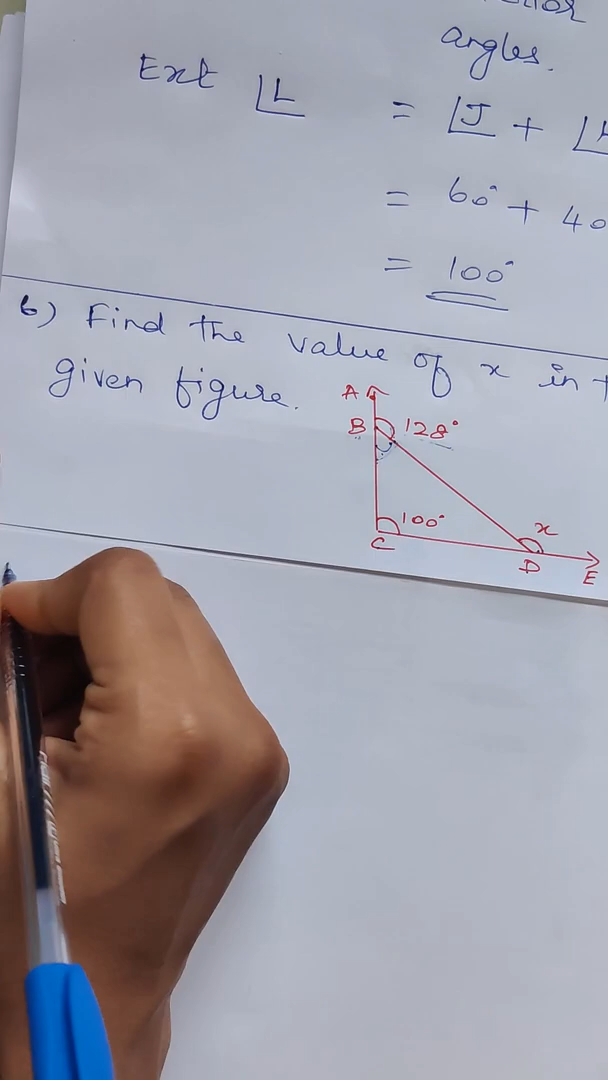 angles.
Ext ∠L = ∠J +
= 60° + 40
= 100°
6) Find the value of x in
given figure.
A
B 128°
100° x
C D E